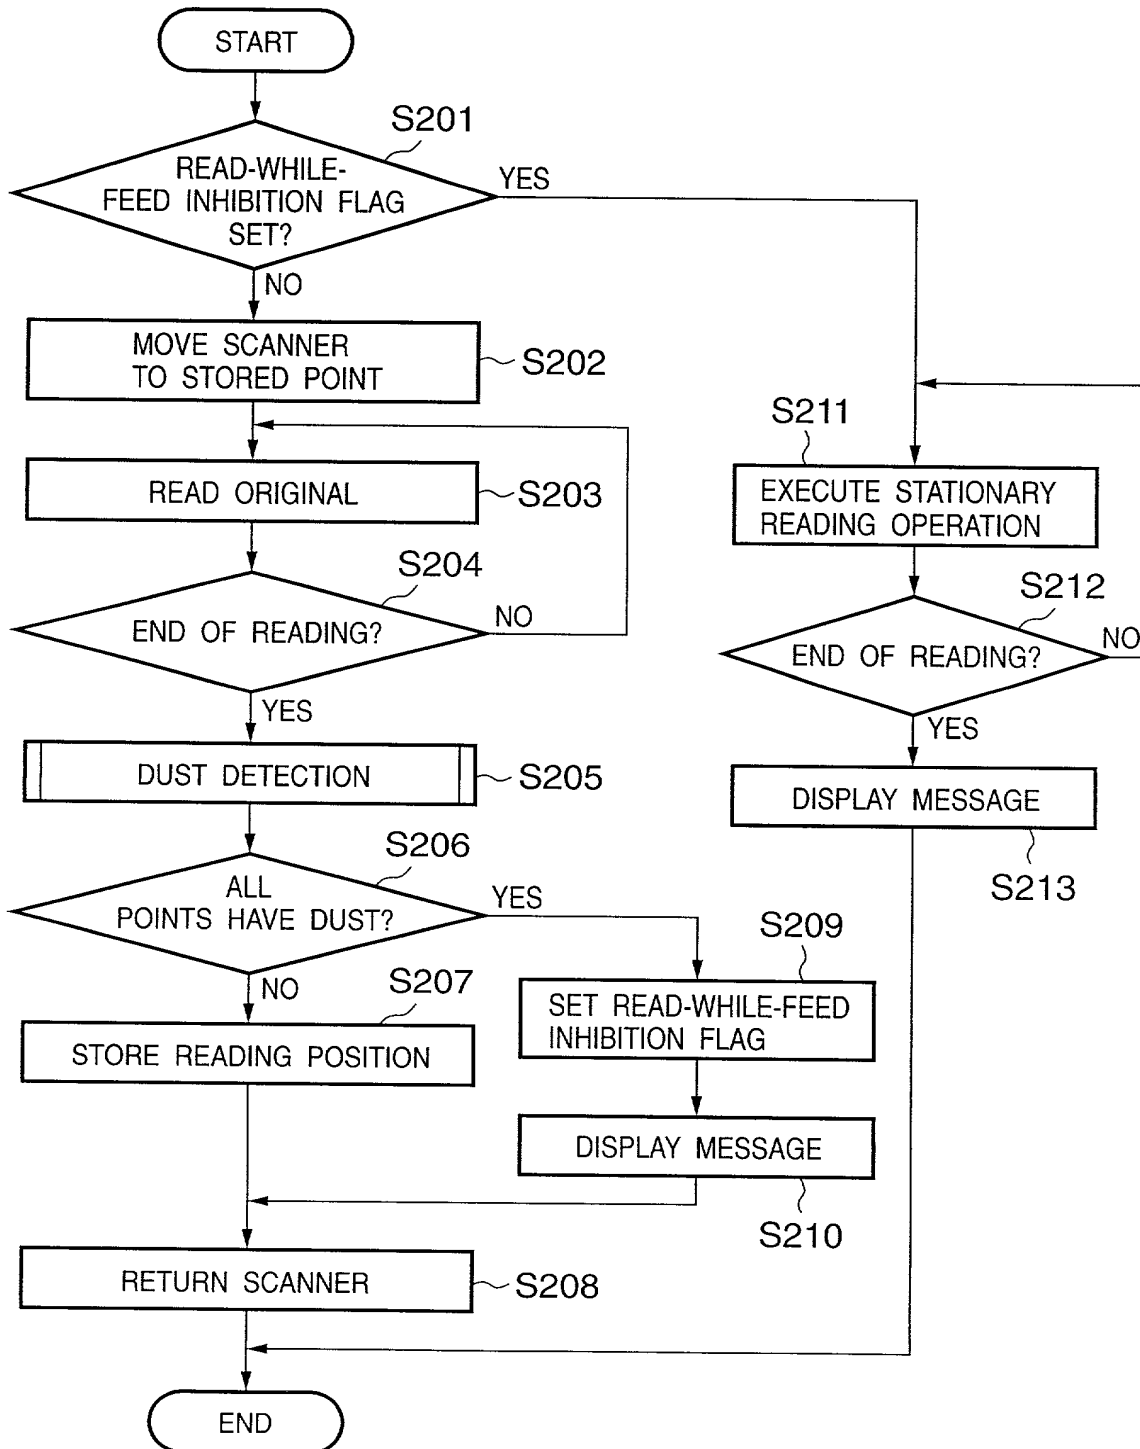 START
S201
READ-WHILE-
FEED INHIBITION FLAG
SET?
YES
NO
MOVE SCANNER
TO STORED POINT
S202
READ ORIGINAL
S203
S204
END OF READING?
NO
YES
DUST DETECTION
S205
S206
ALL
POINTS HAVE DUST?
YES
NO
S207
STORE READING POSITION
S209
SET READ-WHILE-FEED
INHIBITION FLAG
DISPLAY MESSAGE
S210
RETURN SCANNER
S208
END
S211
EXECUTE STATIONARY
READING OPERATION
S212
END OF READING?
NO
YES
DISPLAY MESSAGE
S213